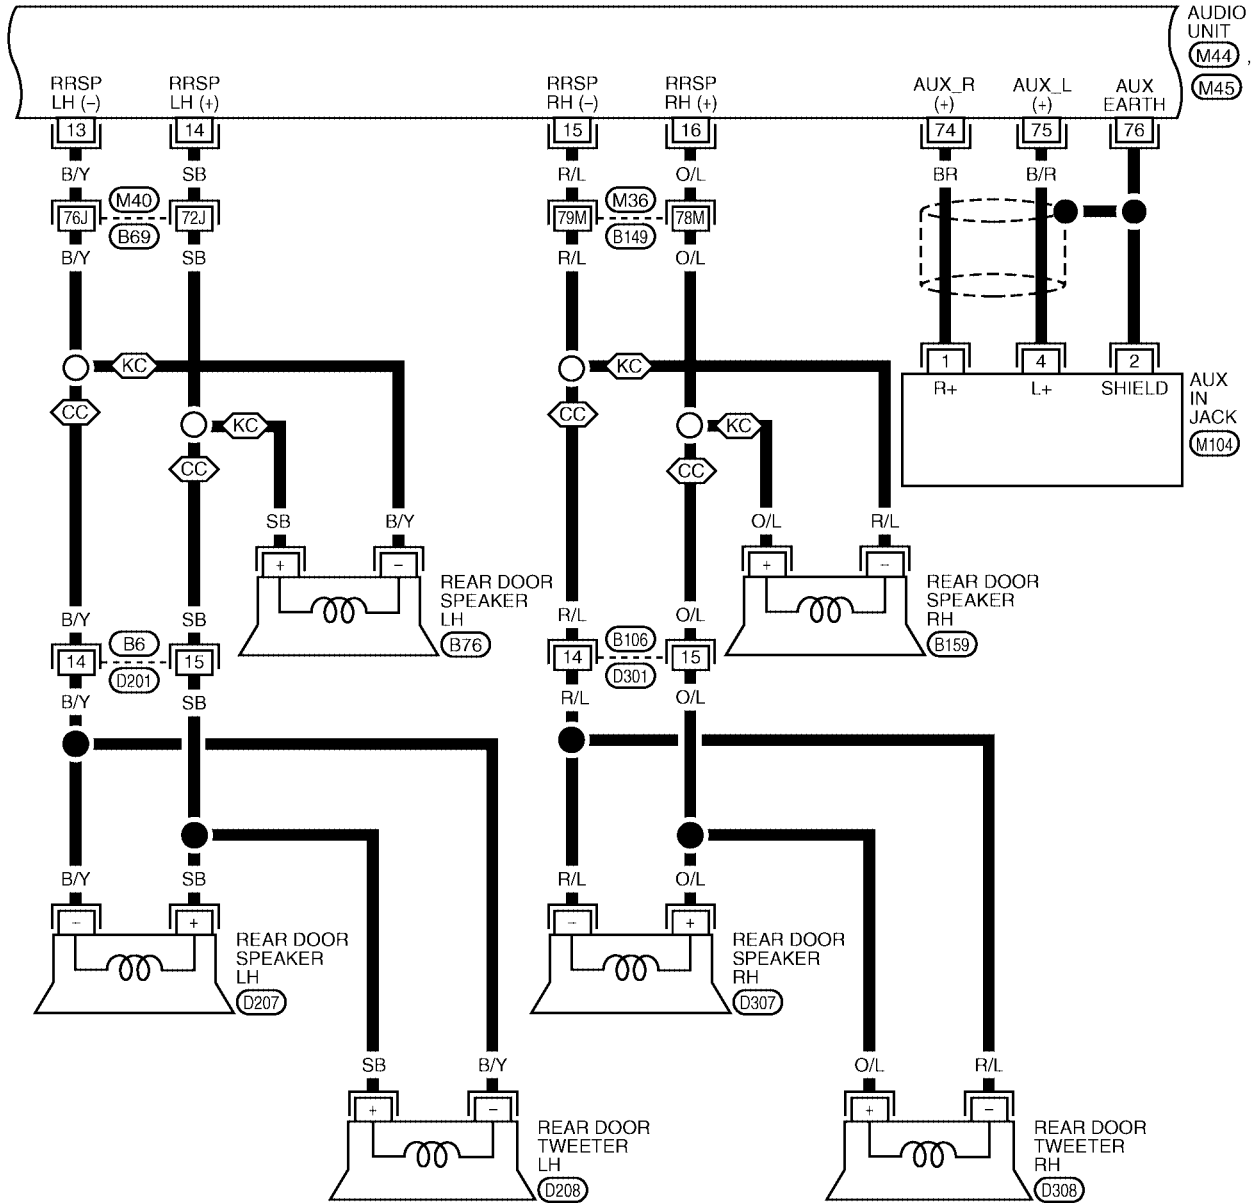 AUDIO
UNIT
M44 ,
M45
RRSP
LH (−)
RRSP
LH (+)
RRSP
RH (−)
RRSP
RH (+)
AUX_R
(+)
AUX_L
(+)
AUX
EARTH
13
14
15
16
74
75
76
B/Y
SB
R/L
O/L
BR
B/R
76J
M40
B69
72J
79M
M36
B149
78M
B/Y
SB
R/L
O/L
KC
KC
1
4
2
R+
L+
SHIELD
AUX
IN
JACK
M104
CC
KC
CC
KC
CC
CC
SB
B/Y
O/L
R/L
+
−
+
−
REAR DOOR
SPEAKER
LH
B76
REAR DOOR
SPEAKER
RH
B159
B/Y
SB
R/L
O/L
14
B6
D201
15
14
B106
D301
15
B/Y
SB
R/L
O/L
B/Y
SB
R/L
O/L
−
+
−
+
REAR DOOR
SPEAKER
LH
D207
REAR DOOR
SPEAKER
RH
D307
SB
B/Y
O/L
R/L
+
−
+
−
REAR DOOR
TWEETER
LH
D208
REAR DOOR
TWEETER
RH
D308